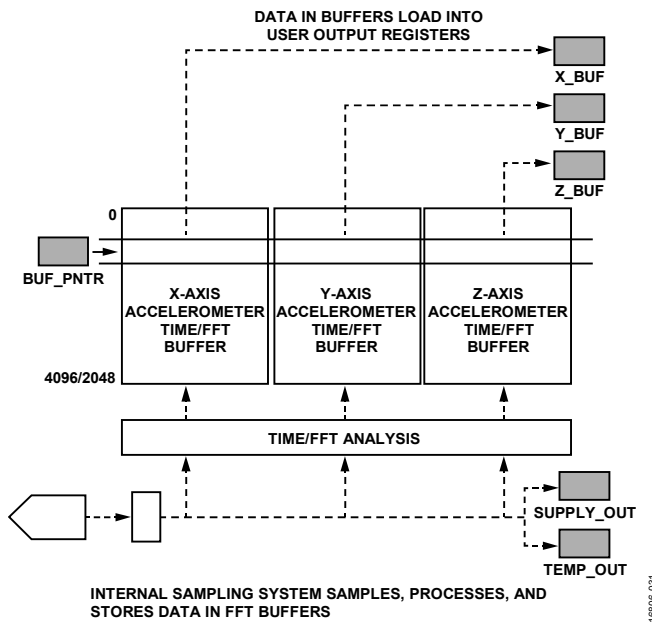 DATA IN BUFFERS LOAD INTO
USER OUTPUT REGISTERS
X_BUF
Y_BUF
Z_BUF
0
BUF_PNTR
X-AXIS
ACCELEROMETER
TIME/FFT
BUFFER
Y-AXIS
ACCELEROMETER
TIME/FFT
BUFFER
Z-AXIS
ACCELEROMETER
TIME/FFT
BUFFER
4096/2048
TIME/FFT ANALYSIS
SUPPLY_OUT
TEMP_OUT
INTERNAL SAMPLING SYSTEM SAMPLES, PROCESSES, AND
STORES DATA IN FFT BUFFERS